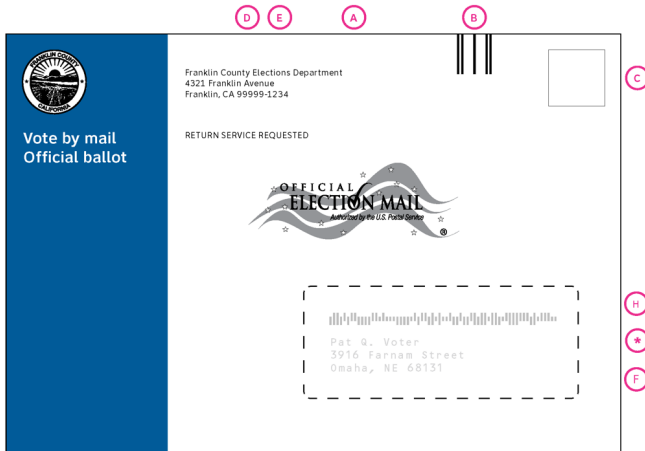 D E A B
FRANKLIN COUNTY
CALIFORNIA
Vote by mail
Official ballot
Franklin County Elections Department
4321 Franklin Avenue
Franklin, CA 99999-1234
RETURN SERVICE REQUESTED
C
OFFICIAL
ELECTION MAIL
Authorized by the U.S. Postal Service
®
H
Pat Q. Voter
*
3916 Farnam Street
Omaha, NE 68131
F